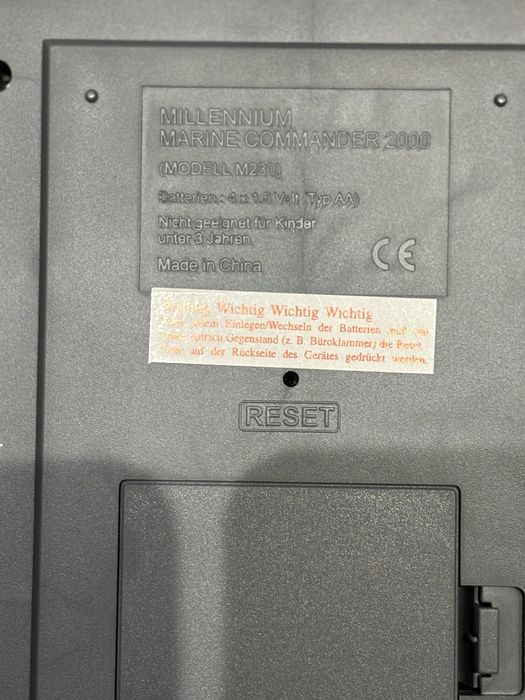 MILLENNIUM
MARINE COMMANDER 2000
(MODELL M230)
Batterien : 4 x 1.5 Volt (Typ AA)
Nicht geeignet für Kinder
unter 3 Jahren
Made in China
CE
Wichtig Wichtig Wichtig
Einlegen/Wechseln der Batterien
Gegenstand (z. B. Büroklammer) die Reset
auf der Rückseite des Gerätes gedrückt werden.
RESET